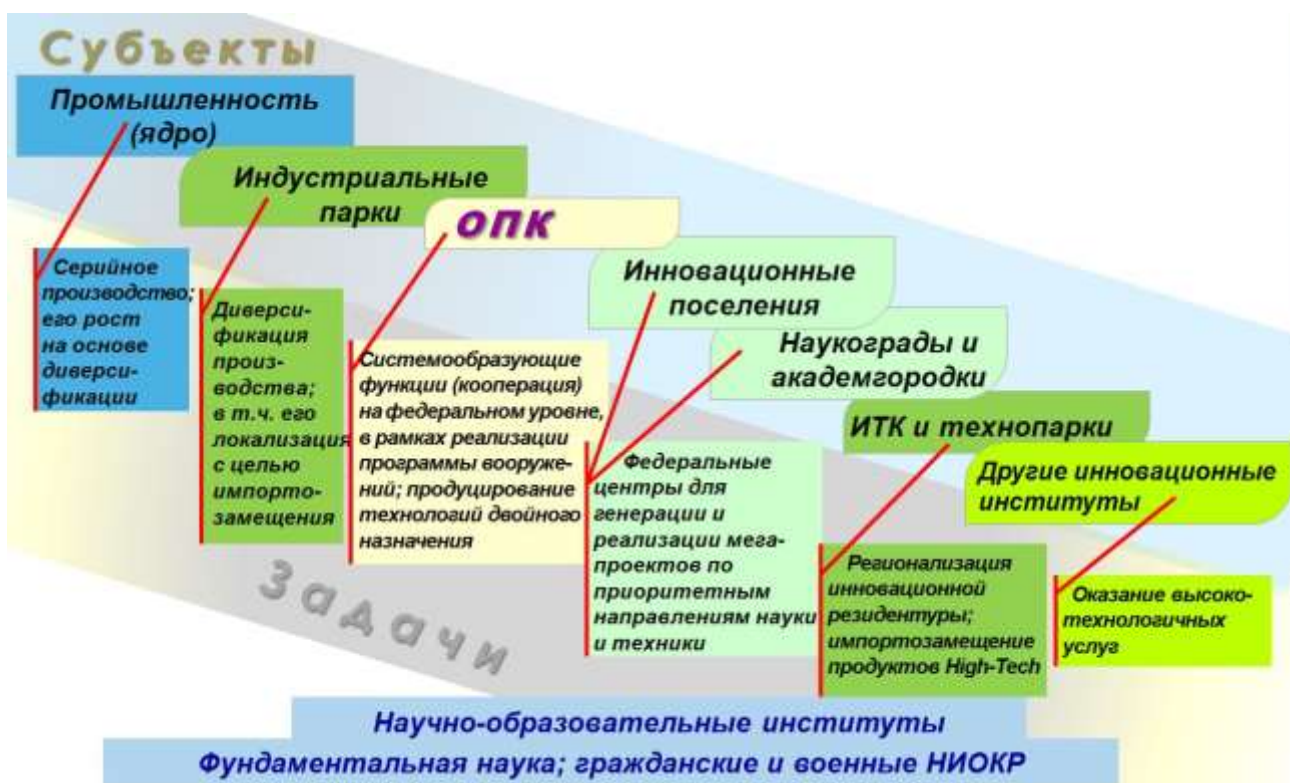 Субъекты
Промышленность
(ядро)
Индустриальные
парки
ОПК
Инновационные
поселения
Наукограды и
академгородки
ИТК и технопарки
Другие инновационные
институты
Серийное
производство;
его рост
на основе
диверси-
фикации
Диверси-
фикация
произ-
водства;
в т.ч. его
локализация
с целью
импорто-
замещения
Системообразующие
функции (кооперация)
на федеральном уровне,
в рамках реализации
программы вооруже-
ний; продуцирование
технологий двойного
назначения
Федеральные
центры для
генерации и
реализации мега-
проектов по
приоритетным
направлениям науки
и техники
Регионализация
инновационной
резидентуры;
импортозамещение
продуктов High-Tech
Оказание высоко-
технологичных
услуг
Задачи
Научно-образовательные институты
Фундаментальная наука; гражданские и военные НИОКР